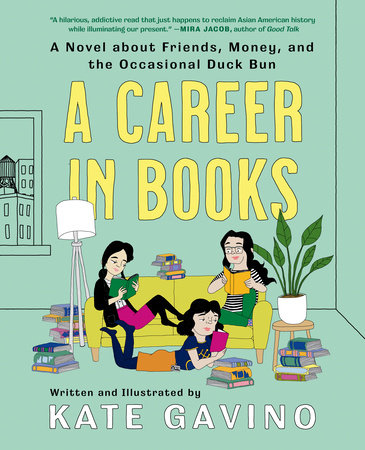 "A hilarious, addictive read that just happens to reclaim Asian American history
while illuminating our present." —MIRA JACOB, author of Good Talk
A Novel about Friends, Money, and
the Occasional Duck Bun
A CAREER
IN BOOKS
Written and Illustrated by
KATE GAVINO